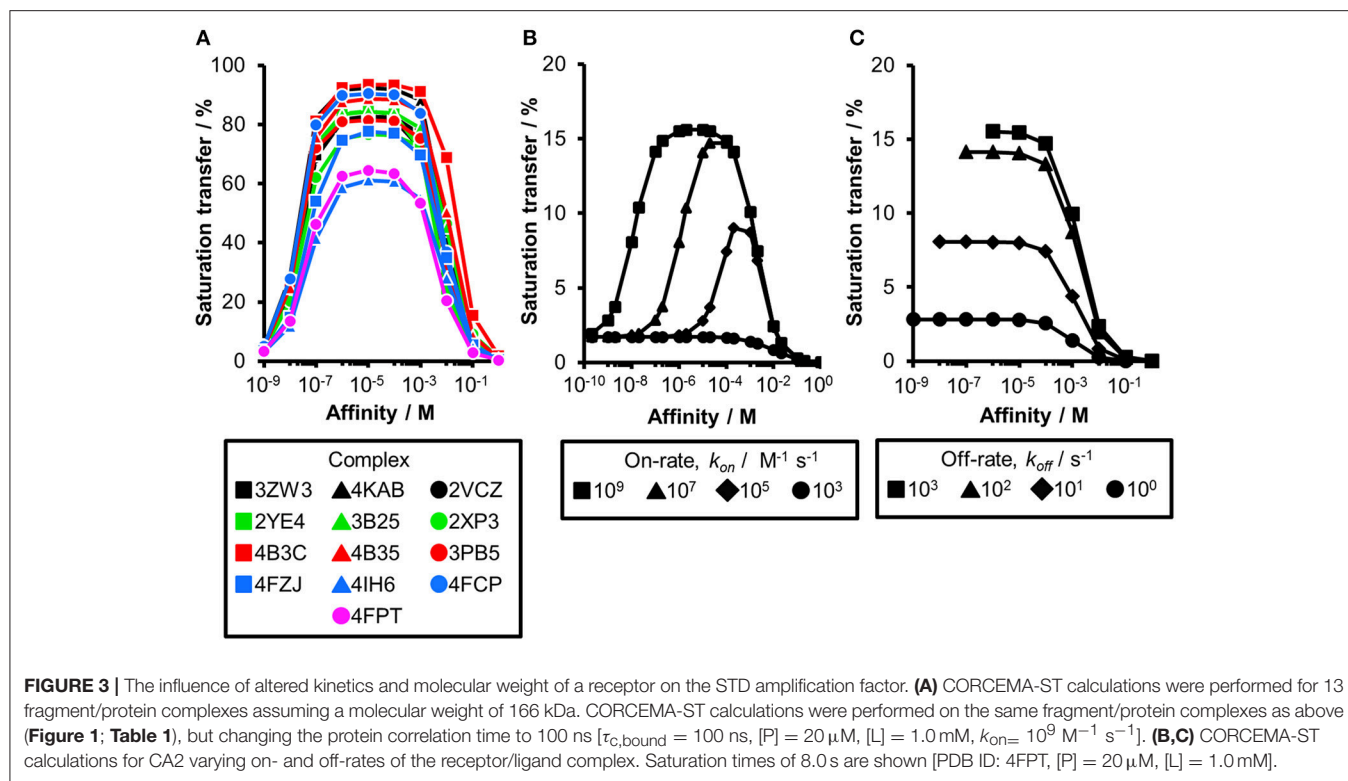 A
Saturation transfer / %
100
80
60
40
20
0
10⁻⁹ 10⁻⁷ 10⁻⁵ 10⁻³ 10⁻¹
Affinity / M
B
Saturation transfer / %
20
15
10
5
0
10⁻¹⁰ 10⁻⁸ 10⁻⁶ 10⁻⁴ 10⁻² 10⁰
Affinity / M
C
Saturation transfer / %
20
15
10
5
0
10⁻⁹ 10⁻⁷ 10⁻⁵ 10⁻³ 10⁻¹
Affinity / M
Complex
3ZW3 4KAB 2VCZ
2YE4 3B25 2XP3
4B3C 4B35 3PB5
4FZJ 4IH6 4FCP
4FPT
On-rate, kon / M⁻¹ s⁻¹
10⁹ 10⁷ 10⁵ 10³
Off-rate, koff / s⁻¹
10³ 10² 10¹ 10⁰
FIGURE 3 | The influence of altered kinetics and molecular weight of a receptor on the STD amplification factor. (A) CORCEMA-ST calculations were performed for 13
fragment/protein complexes assuming a molecular weight of 166 kDa. CORCEMA-ST calculations were performed on the same fragment/protein complexes as above
(Figure 1; Table 1), but changing the protein correlation time to 100 ns [τc,bound = 100 ns, [P] = 20 μM, [L] = 1.0 mM, kon= 10⁹ M⁻¹ s⁻¹]. (B,C) CORCEMA-ST
calculations for CA2 varying on- and off-rates of the receptor/ligand complex. Saturation times of 8.0 s are shown [PDB ID: 4FPT, [P] = 20 μM, [L] = 1.0 mM].